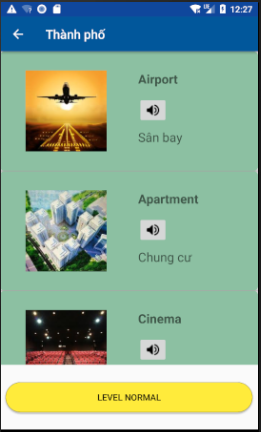 12:27
Thành phố
Airport
Sân bay
Apartment
Chung cư
Cinema
LEVEL NORMAL